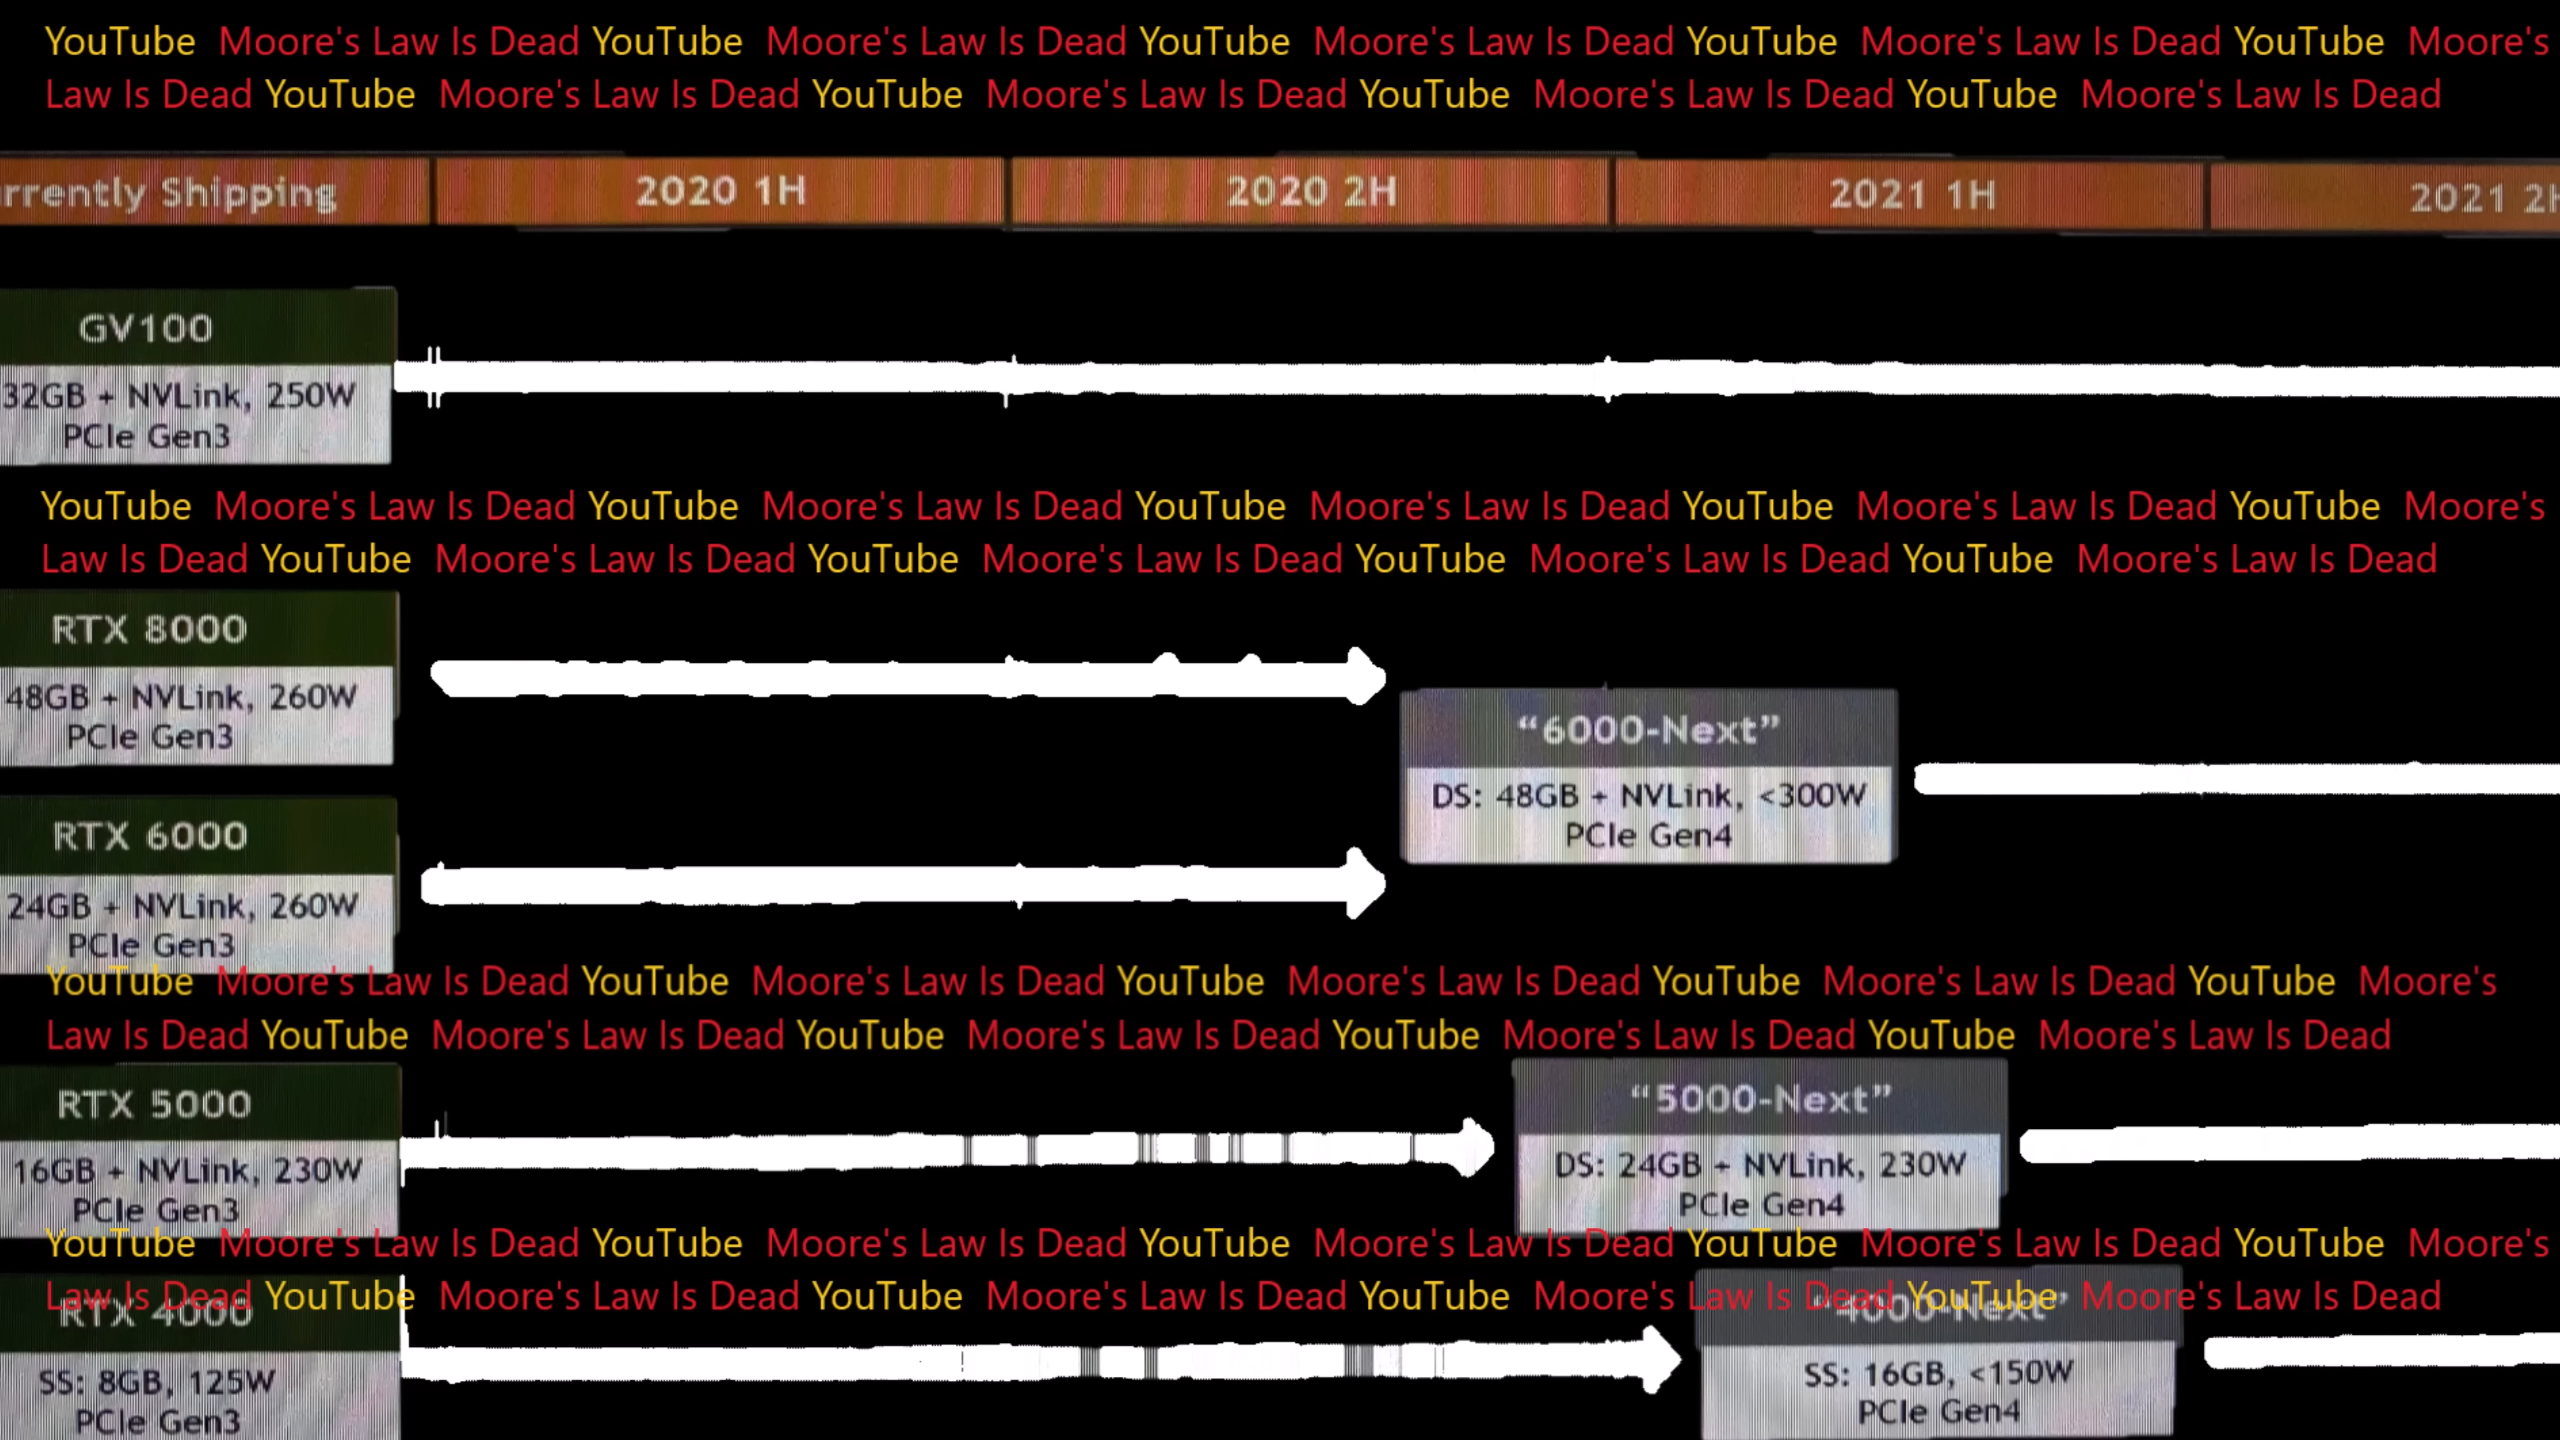 YouTube Moore's Law Is Dead YouTube Moore's Law Is Dead YouTube Moore's Law Is Dead YouTube Moore's Law Is Dead YouTube Moore's
Law Is Dead YouTube Moore's Law Is Dead YouTube Moore's Law Is Dead YouTube Moore's Law Is Dead YouTube Moore's Law Is Dead
rrently Shipping 2020 1H 2020 2H 2021 1H 2021 2H
GV100
32GB + NVLink, 250W
PCIe Gen3
YouTube Moore's Law Is Dead YouTube Moore's Law Is Dead YouTube Moore's Law Is Dead YouTube Moore's Law Is Dead YouTube Moore's
Law Is Dead YouTube Moore's Law Is Dead YouTube Moore's Law Is Dead YouTube Moore's Law Is Dead YouTube Moore's Law Is Dead
RTX 8000
48GB + NVLink, 260W
PCIe Gen3
"6000-Next"
DS: 48GB + NVLink, <300W
PCIe Gen4
RTX 6000
24GB + NVLink, 260W
PCIe Gen3
YouTube Moore's Law Is Dead YouTube Moore's Law Is Dead YouTube Moore's Law Is Dead YouTube Moore's Law Is Dead YouTube Moore's
Law Is Dead YouTube Moore's Law Is Dead YouTube Moore's Law Is Dead YouTube Moore's Law Is Dead YouTube Moore's Law Is Dead
RTX 5000
16GB + NVLink, 230W
PCIe Gen3
"5000-Next"
DS: 24GB + NVLink, 230W
PCIe Gen4
YouTube Moore's Law Is Dead YouTube Moore's Law Is Dead YouTube Moore's Law Is Dead YouTube Moore's Law Is Dead YouTube Moore's
Law Is Dead YouTube Moore's Law Is Dead YouTube Moore's Law Is Dead YouTube Moore's Law Is Dead YouTube Moore's Law Is Dead
RTX 4000
SS: 8GB, 125W
PCIe Gen3
"4000-Next"
SS: 16GB, <150W
PCIe Gen4